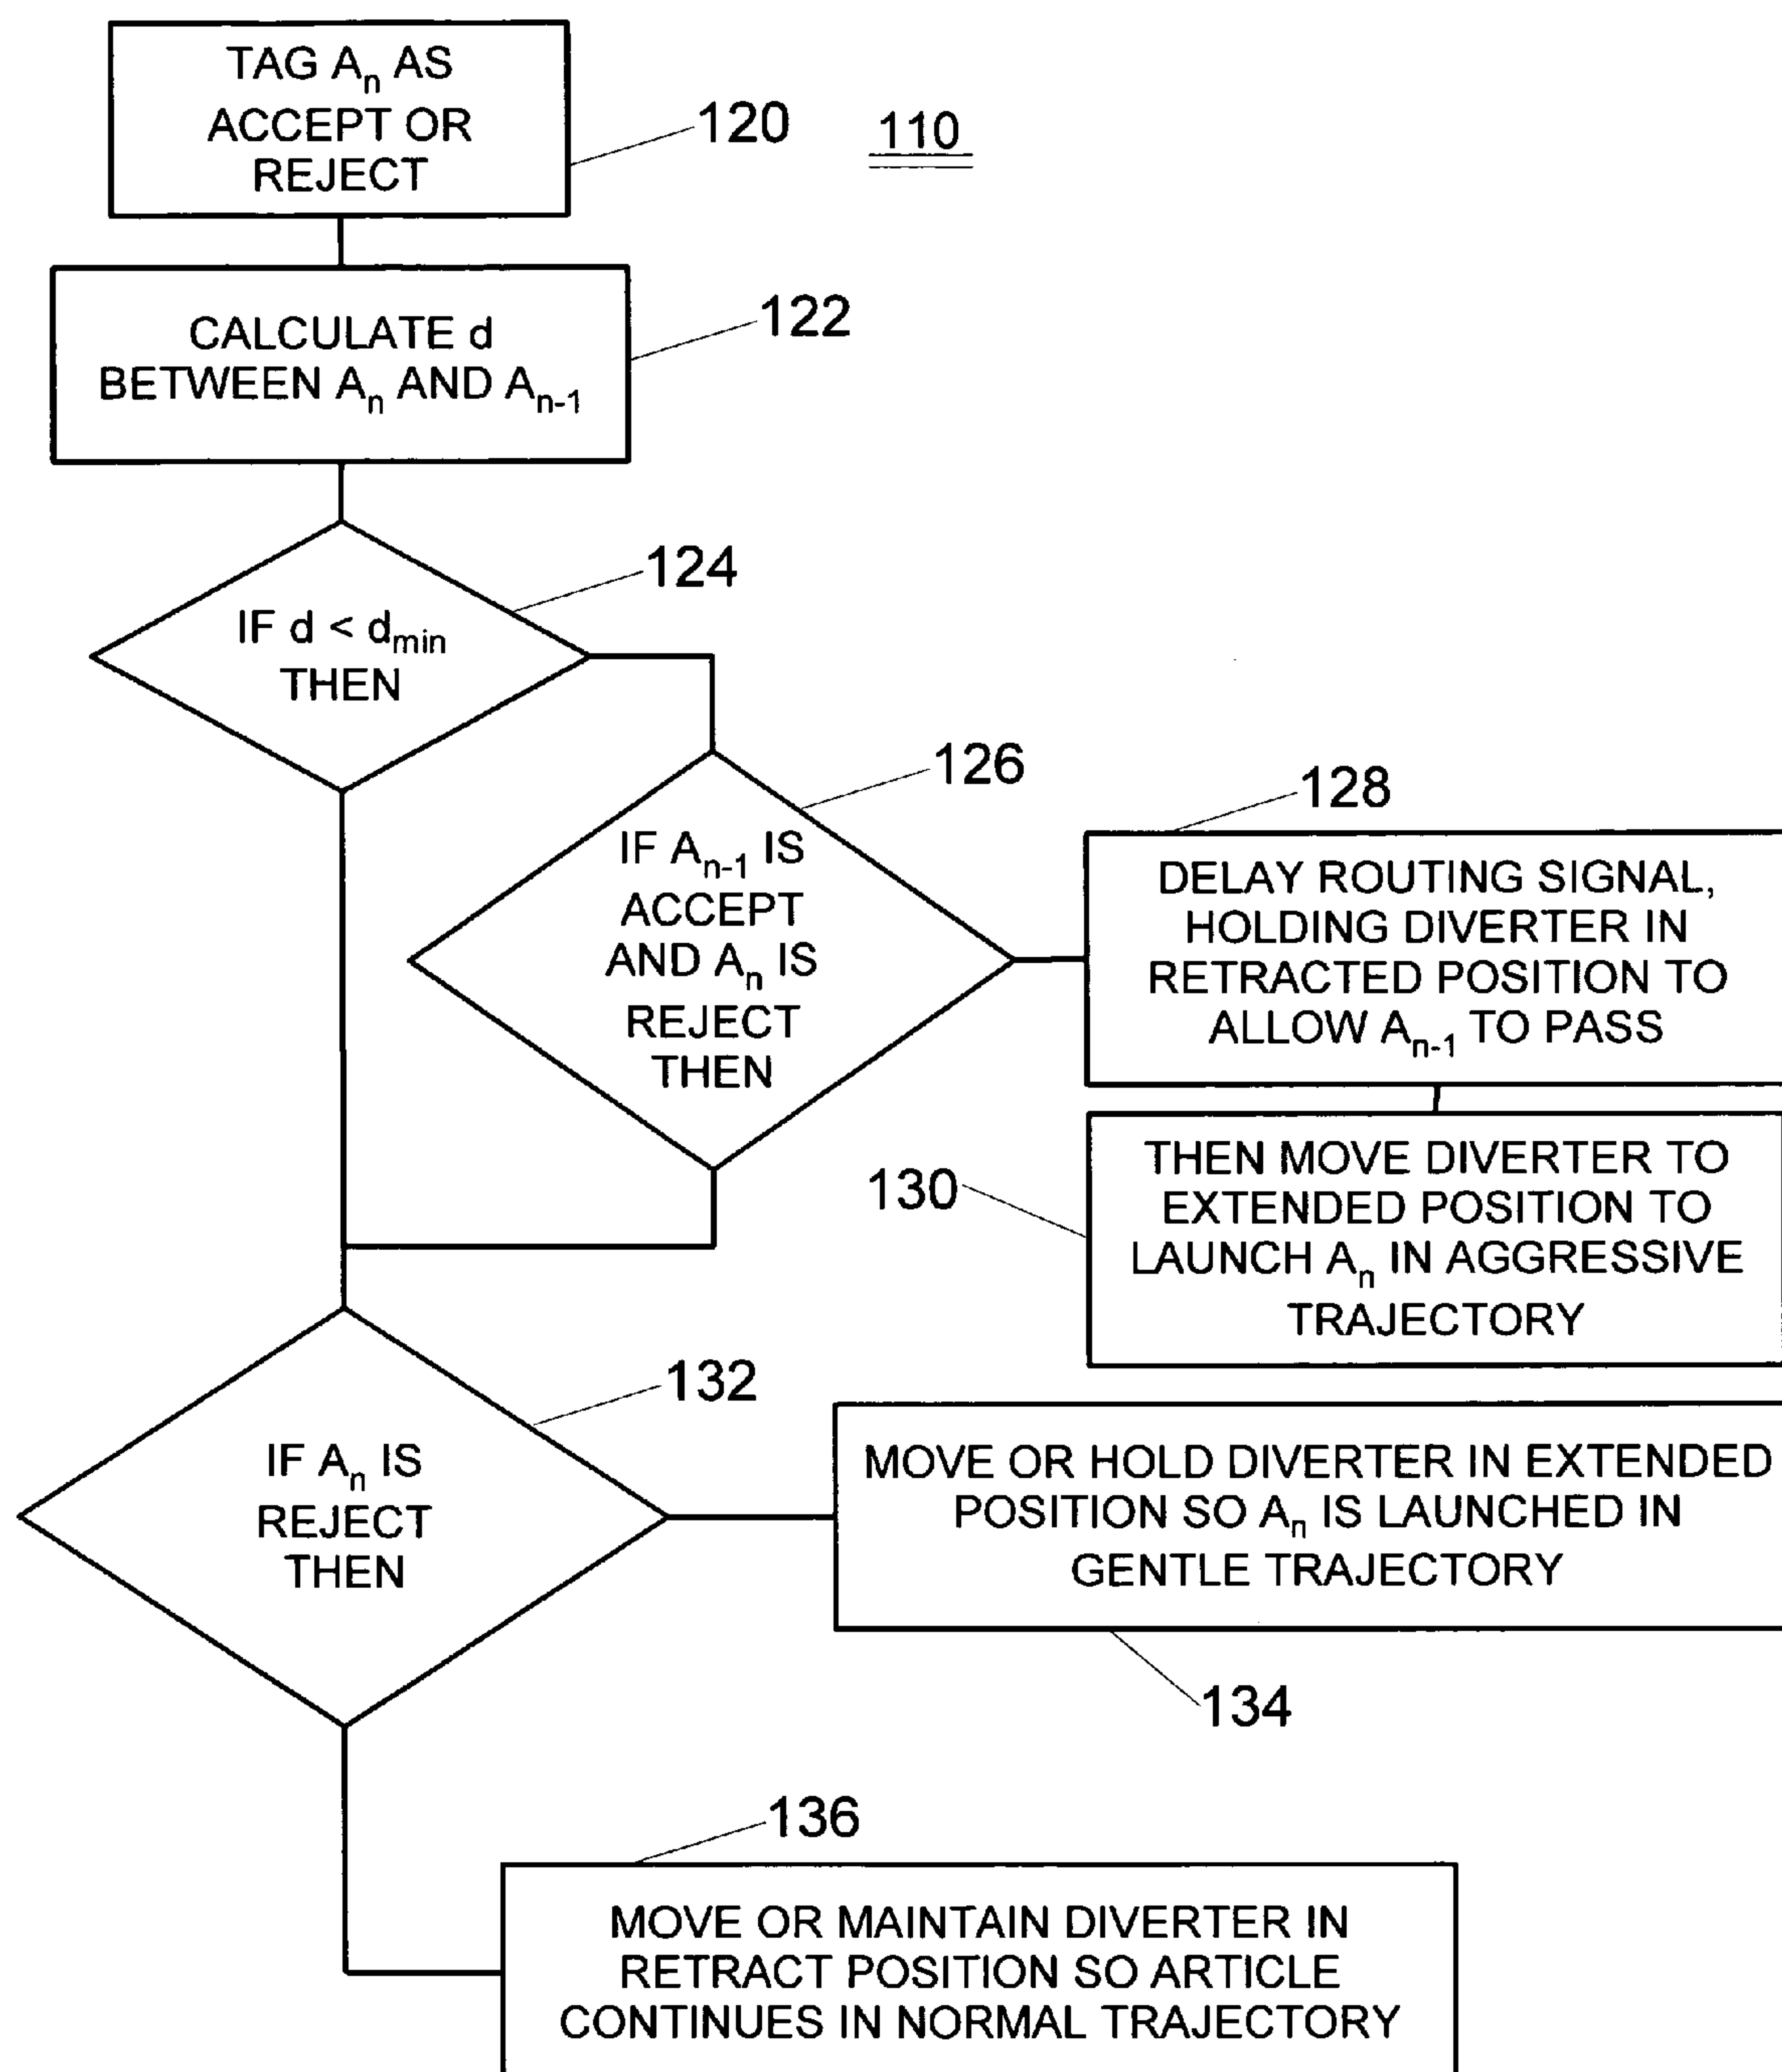 TAG Aₙ AS
ACCEPT OR
REJECT
120
110
CALCULATE d
BETWEEN Aₙ AND Aₙ₋₁
122
124
IF d < dmin
THEN
126
IF Aₙ₋₁ IS
ACCEPT
AND Aₙ IS
REJECT
THEN
128
DELAY ROUTING SIGNAL,
HOLDING DIVERTER IN
RETRACTED POSITION TO
ALLOW Aₙ₋₁ TO PASS
130
THEN MOVE DIVERTER TO
EXTENDED POSITION TO
LAUNCH Aₙ IN AGGRESSIVE
TRAJECTORY
132
IF Aₙ IS
REJECT
THEN
MOVE OR HOLD DIVERTER IN EXTENDED
POSITION SO Aₙ IS LAUNCHED IN
GENTLE TRAJECTORY
134
136
MOVE OR MAINTAIN DIVERTER IN
RETRACT POSITION SO ARTICLE
CONTINUES IN NORMAL TRAJECTORY